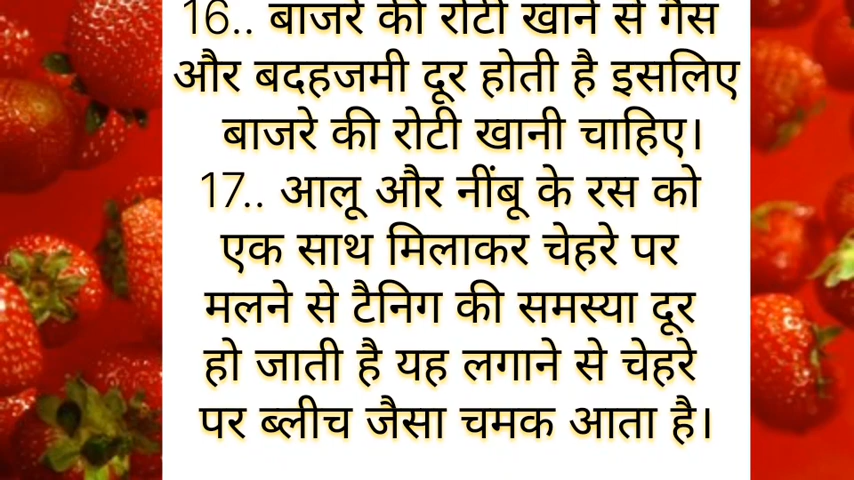 16.. बाजरे की रोटी खाने से गैस
और बदहजमी दूर होती है इसलिए
बाजरे की रोटी खानी चाहिए।
17.. आलू और नींबू के रस को
एक साथ मिलाकर चेहरे पर
मलने से टैनिग की समस्या दूर
हो जाती है यह लगाने से चेहरे
पर ब्लीच जैसा चमक आता है।